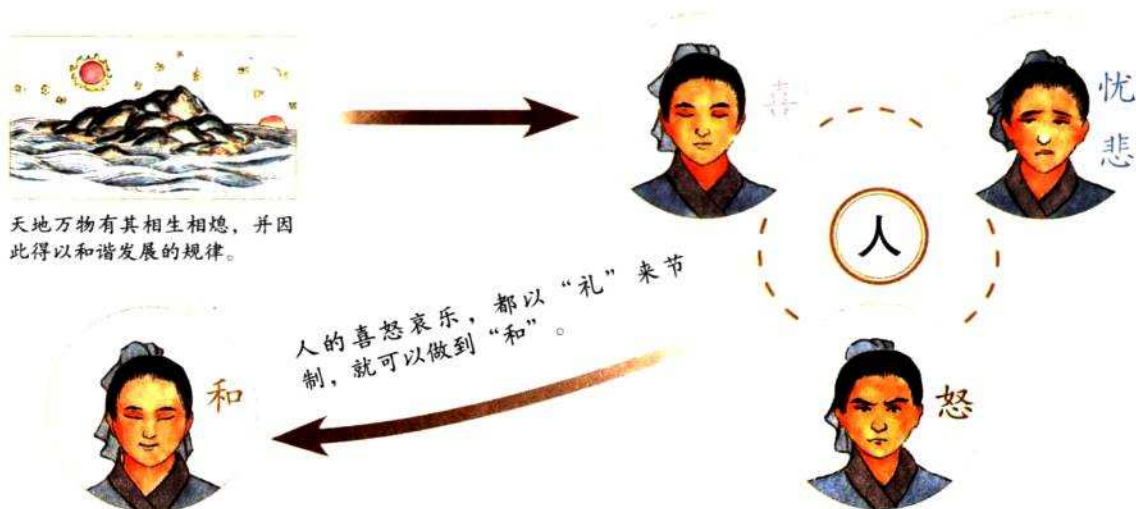 喜
忧
悲
人
天地万物有其相生相熄，并因
此得以和谐发展的规律。
人的喜怒哀乐，都以“礼”来节
制，就可以做到“和”。
和
怒